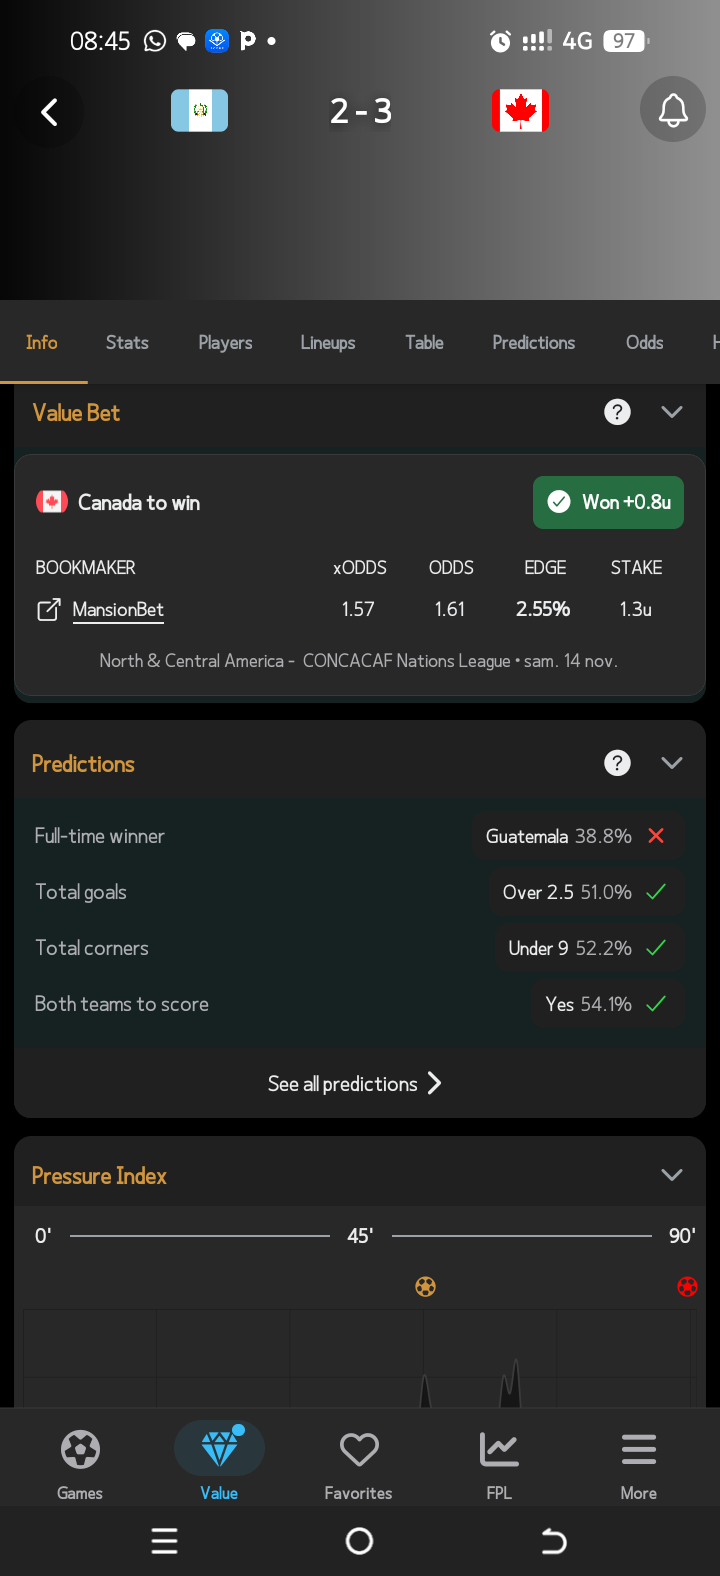 08:45 4G 97
2 - 3
Info Stats Players Lineups Table Predictions Odds H
Value Bet ?
Canada to win Won +0.8u
BOOKMAKER xODDS ODDS EDGE STAKE
MansionBet 1.57 1.61 2.55% 1.3u
North & Central America - CONCACAF Nations League • sam. 14 nov.
Predictions ?
Full-time winner Guatemala 38.8%
Total goals Over 2.5 51.0%
Total corners Under 9 52.2%
Both teams to score Yes 54.1%
See all predictions
Pressure Index
0' 45' 90'
Games Value Favorites FPL More